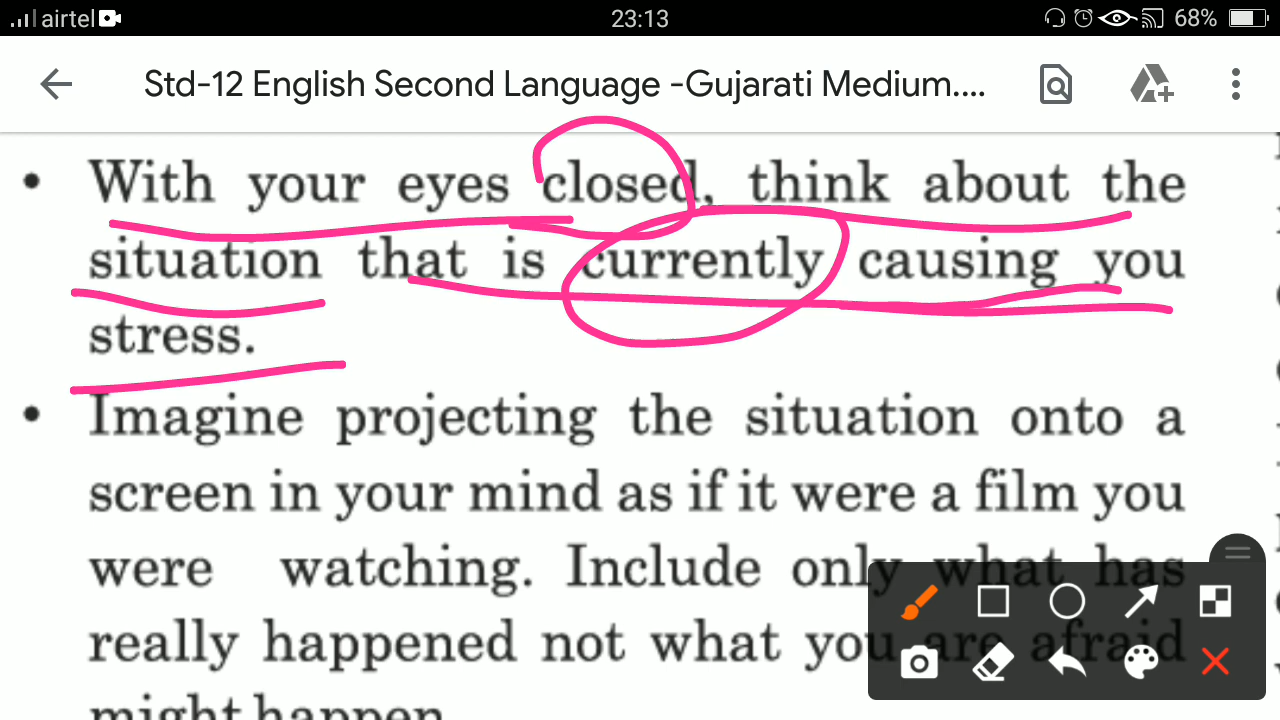 airtel 23:13 68%
Std-12 English Second Language -Gujarati Medium....
• With your eyes closed, think about the
situation that is currently causing you
stress.
• Imagine projecting the situation onto a
screen in your mind as if it were a film you
were watching. Include only what has
really happened not what you are afraid
might happen.